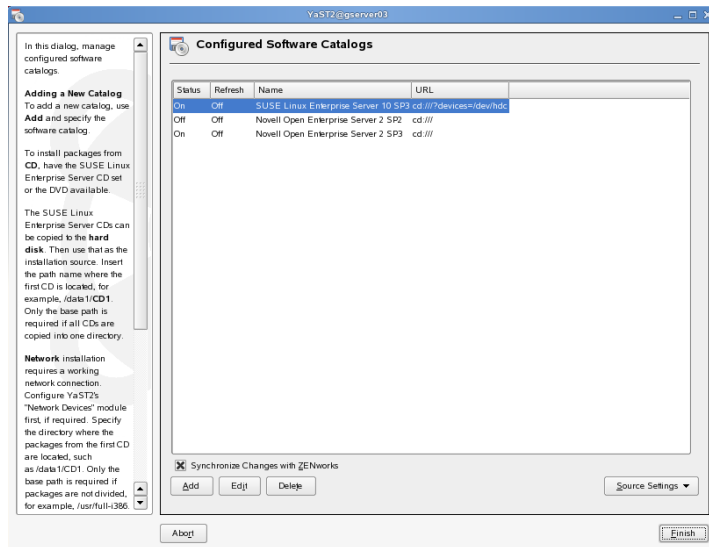 YaST2@gserver03
In this dialog, manage
configured software
catalogs.
Adding a New Catalog
To add a new catalog, use
Add and specify the
software catalog.
To install packages from
CD, have the SUSE Linux
Enterprise Server CD set
or the DVD available.
The SUSE Linux
Enterprise Server CDs can
be copied to the hard
disk. Then use that as the
installation source. Insert
the path name where the
first CD is located, for
example, /data1/CD1.
Only the base path is
required if all CDs are
copied into one directory.
Network installation
requires a working
network connection.
Configure YaST2's
"Network Devices" module
first, if required. Specify
the directory where the
packages from the first CD
are located, such
as /data1/CD1. Only the
base path is required if
packages are not divided,
for example, /usr/full-i386.
Configured Software Catalogs
Status Refresh Name URL
On Off SUSE Linux Enterprise Server 10 SP3 cd:///?devices=/dev/hdc
Off Off Novell Open Enterprise Server 2 SP2 cd:///
On Off Novell Open Enterprise Server 2 SP3 cd:///
Synchronize Changes with ZENworks
Add Edit Delete Source Settings
Abort Finish